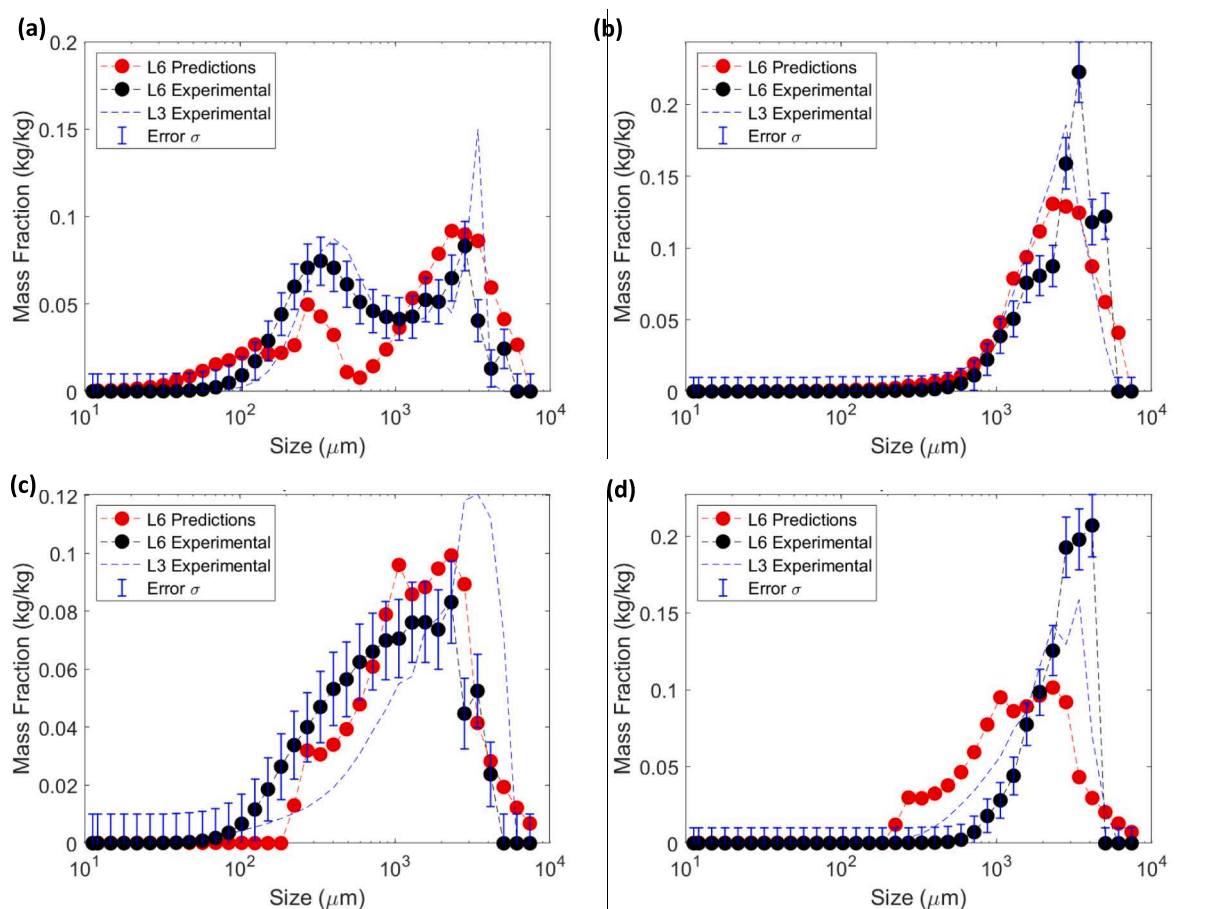 (a)
0.2
0.15
0.1
0.05
0
Mass Fraction (kg/kg)
L6 Predictions
L6 Experimental
L3 Experimental
Error σ
10^1 10^2 10^3 10^4
Size (μm)
(b)
0.2
0.15
0.1
0.05
0
Mass Fraction (kg/kg)
L6 Predictions
L6 Experimental
L3 Experimental
Error σ
10^1 10^2 10^3 10^4
Size (μm)
(c)
0.12
0.1
0.08
0.06
0.04
0.02
0
Mass Fraction (kg/kg)
L6 Predictions
L6 Experimental
L3 Experimental
Error σ
10^1 10^2 10^3 10^4
Size (μm)
(d)
0.2
0.15
0.1
0.05
0
Mass Fraction (kg/kg)
L6 Predictions
L6 Experimental
L3 Experimental
Error σ
10^1 10^2 10^3 10^4
Size (μm)